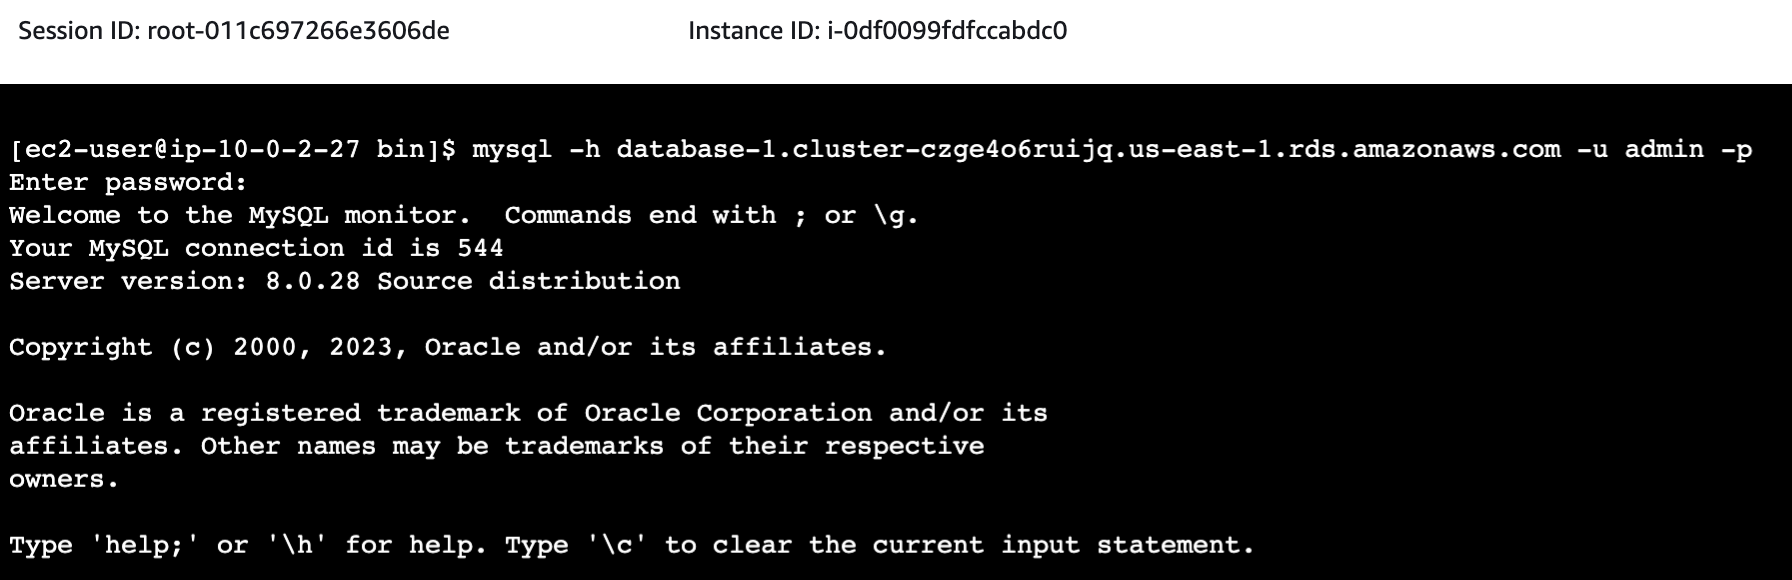 Session ID: root-011c697266e3606de Instance ID: i-0df0099fdfccabdc0
[ec2-user@ip-10-0-2-27 bin]$ mysql -h database-1.cluster-czge4o6ruijq.us-east-1.rds.amazonaws.com -u admin -p
Enter password:
Welcome to the MySQL monitor.  Commands end with ; or \g.
Your MySQL connection id is 544
Server version: 8.0.28 Source distribution
Copyright (c) 2000, 2023, Oracle and/or its affiliates.
Oracle is a registered trademark of Oracle Corporation and/or its
affiliates. Other names may be trademarks of their respective
owners.
Type 'help;' or '\h' for help. Type '\c' to clear the current input statement.